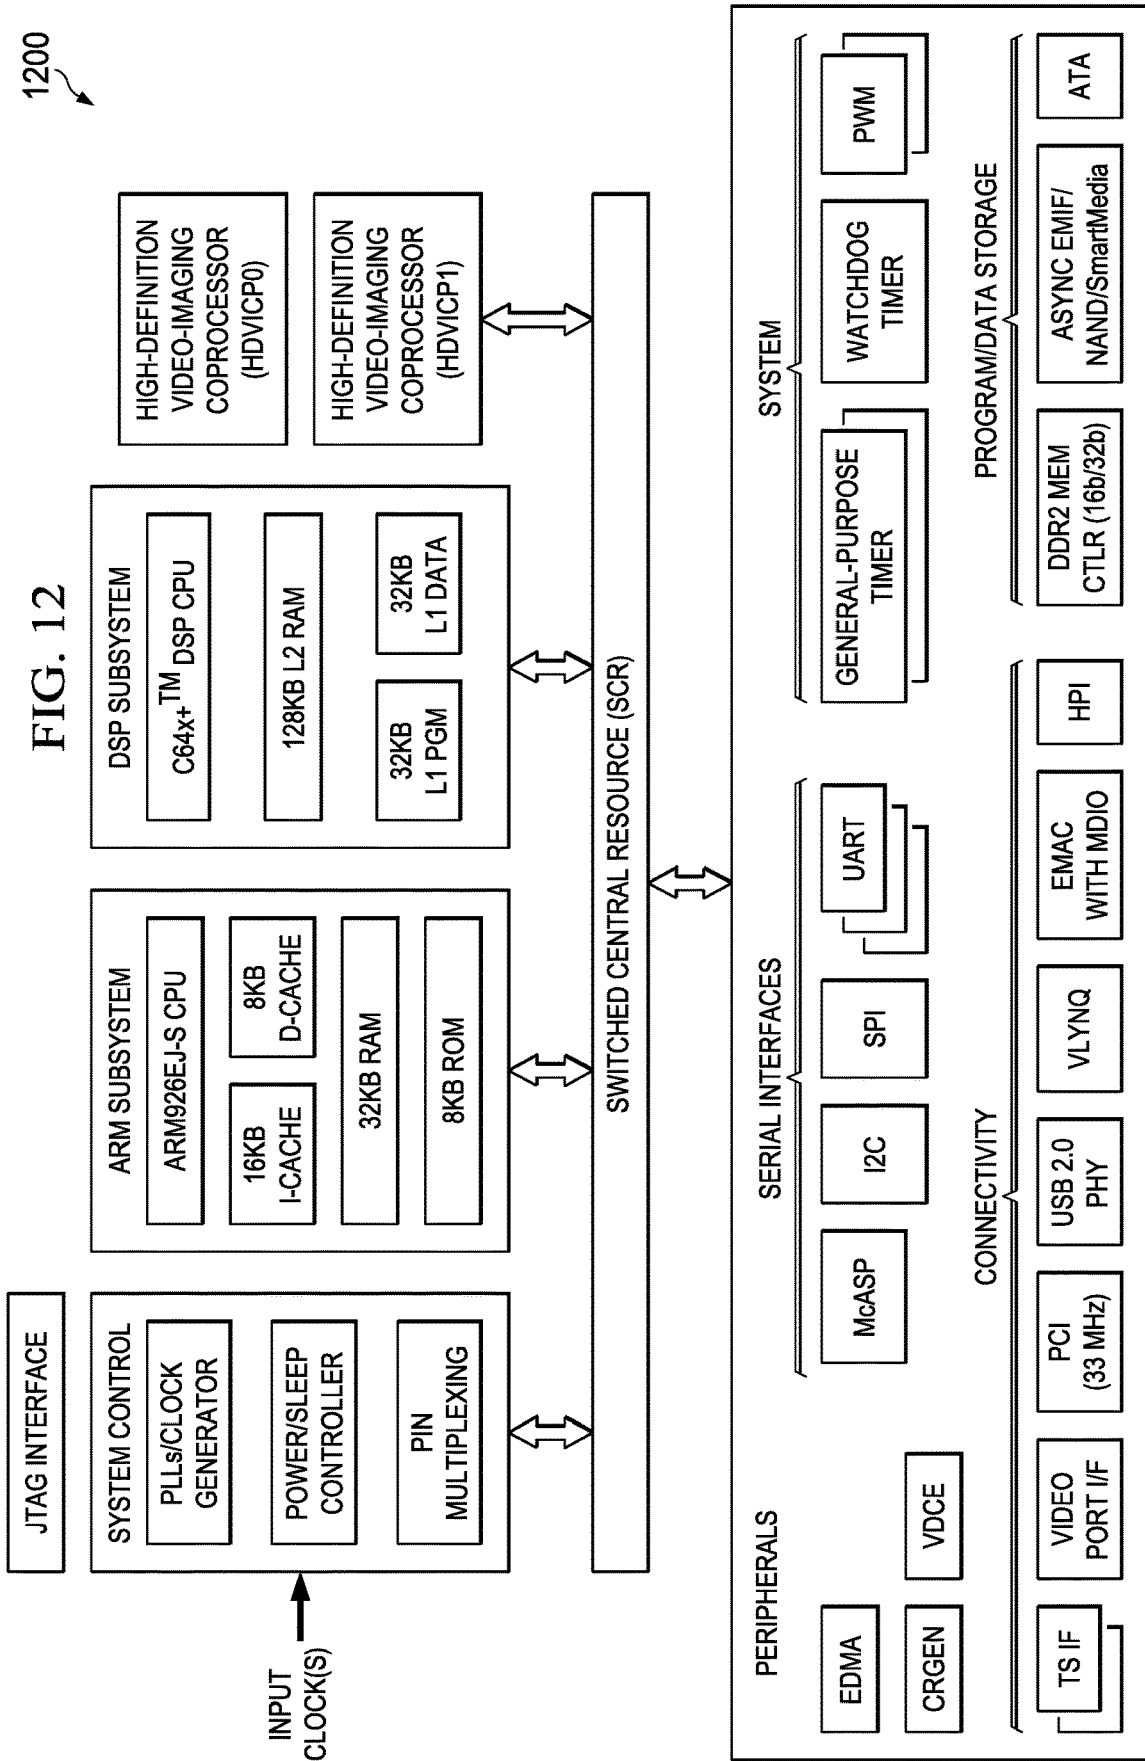 FIG. 12
1200
JTAG INTERFACE
SYSTEM CONTROL
PLLs/CLOCK
GENERATOR
POWER/SLEEP
CONTROLLER
PIN
MULTIPLEXING
INPUT
CLOCK(S)
ARM SUBSYSTEM
ARM926EJ-S CPU
16KB
I-CACHE
8KB
D-CACHE
32KB RAM
8KB ROM
DSP SUBSYSTEM
C64x+TM DSP CPU
128KB L2 RAM
32KB
L1 PGM
32KB
L1 DATA
HIGH-DEFINITION
VIDEO-IMAGING
COPROCESSOR
(HDVICP0)
HIGH-DEFINITION
VIDEO-IMAGING
COPROCESSOR
(HDVICP1)
SWITCHED CENTRAL RESOURCE (SCR)
PERIPHERALS
EDMA
CRGEN
VDCE
SERIAL INTERFACES
McASP
I2C
SPI
UART
SYSTEM
GENERAL-PURPOSE
TIMER
WATCHDOG
TIMER
PWM
CONNECTIVITY
TS IF
VIDEO
PORT I/F
PCI
(33 MHz)
USB 2.0
PHY
VLYNQ
EMAC
WITH MDIO
HPI
PROGRAM/DATA STORAGE
DDR2 MEM
CTLR (16b/32b)
ASYNC EMIF/
NAND/SmartMedia
ATA